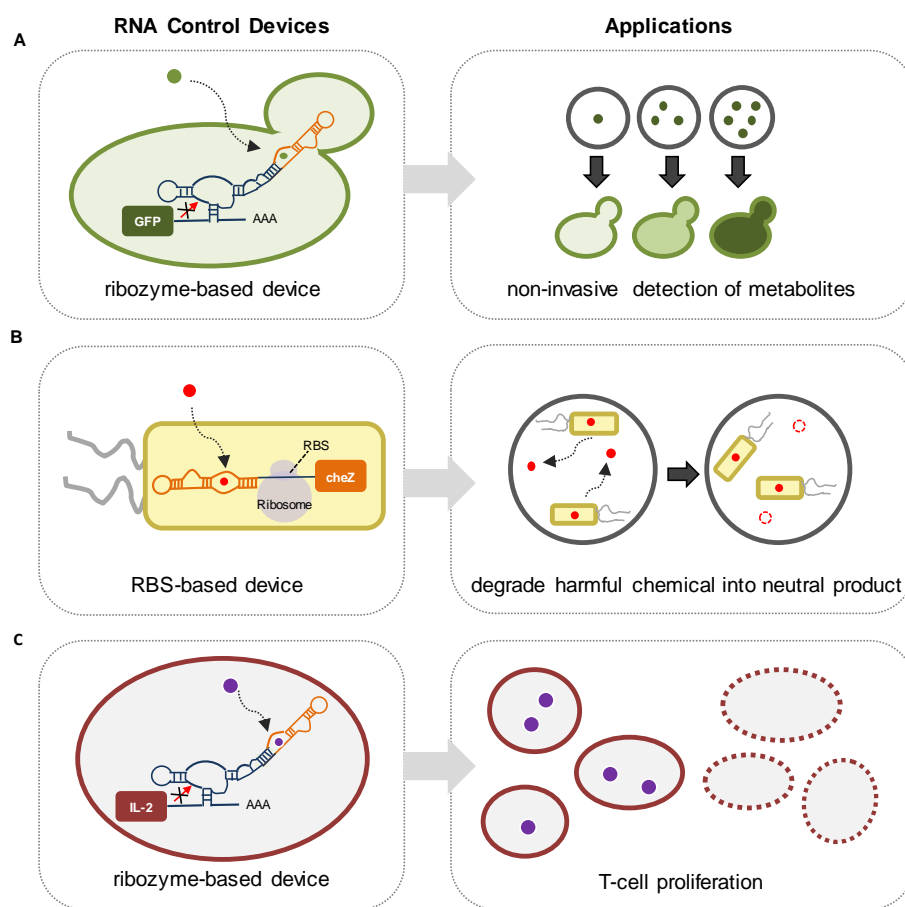 RNA Control Devices
Applications
A
GFP
AAA
ribozyme-based device
non-invasive detection of metabolites
B
RBS
cheZ
Ribosome
RBS-based device
degrade harmful chemical into neutral product
C
IL-2
AAA
ribozyme-based device
T-cell proliferation